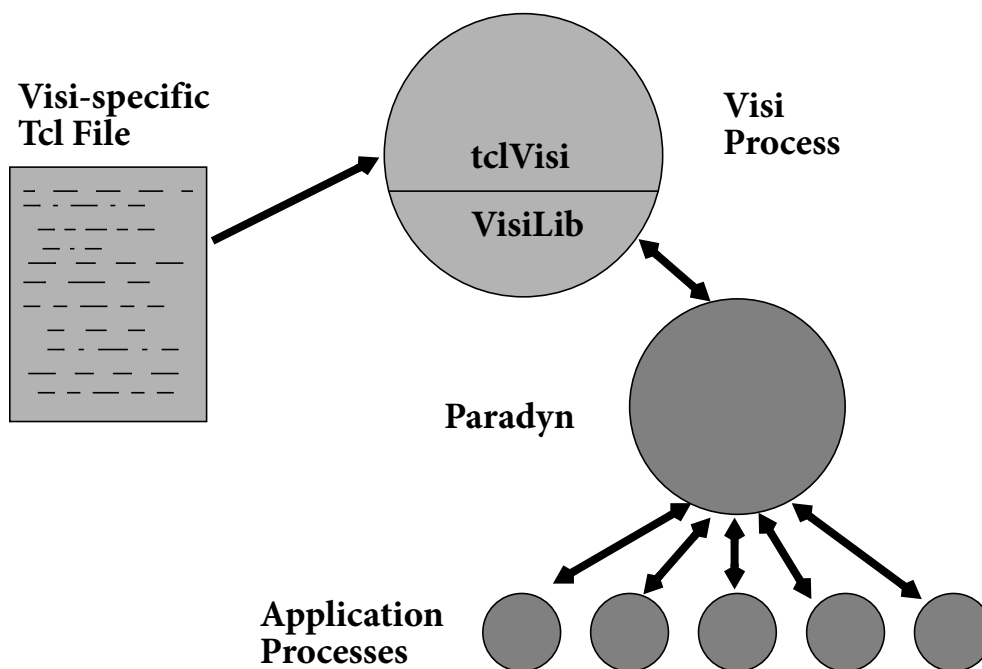 Visi-specific
Tcl File
tclVisi
VisiLib
Visi
Process
Paradyn
Application
Processes